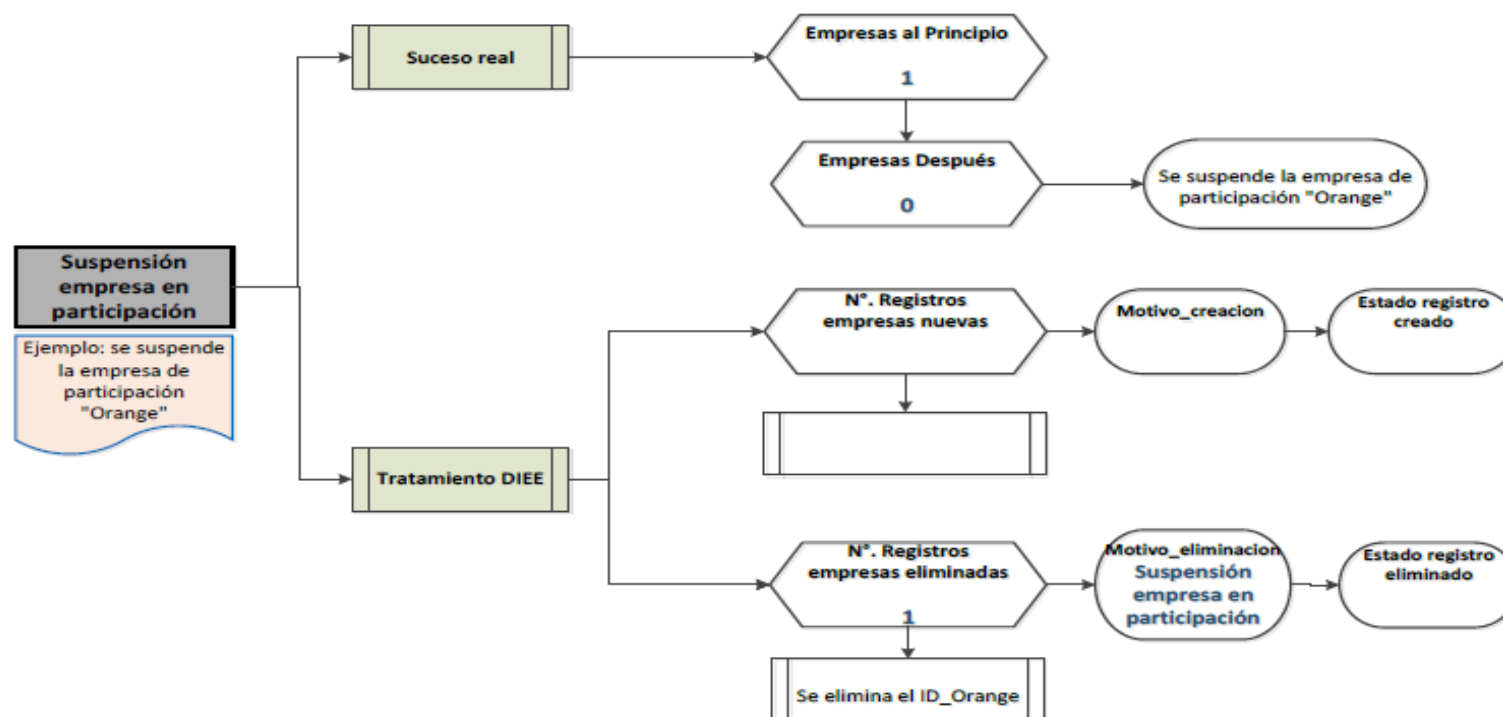 Suceso real
Empresas al Principio
1
Empresas Después
0
Se suspende la empresa de
participación "Orange"
Suspensión
empresa en
participación
Ejemplo: se suspende
la empresa de
participación
"Orange"
N°. Registros
empresas nuevas
Motivo_creacion
Estado registro
creado
Tratamiento DIEE
N°. Registros
empresas eliminadas
1
Motivo_eliminacion
Suspensión
empresa en
participación
Estado registro
eliminado
Se elimina el ID_Orange